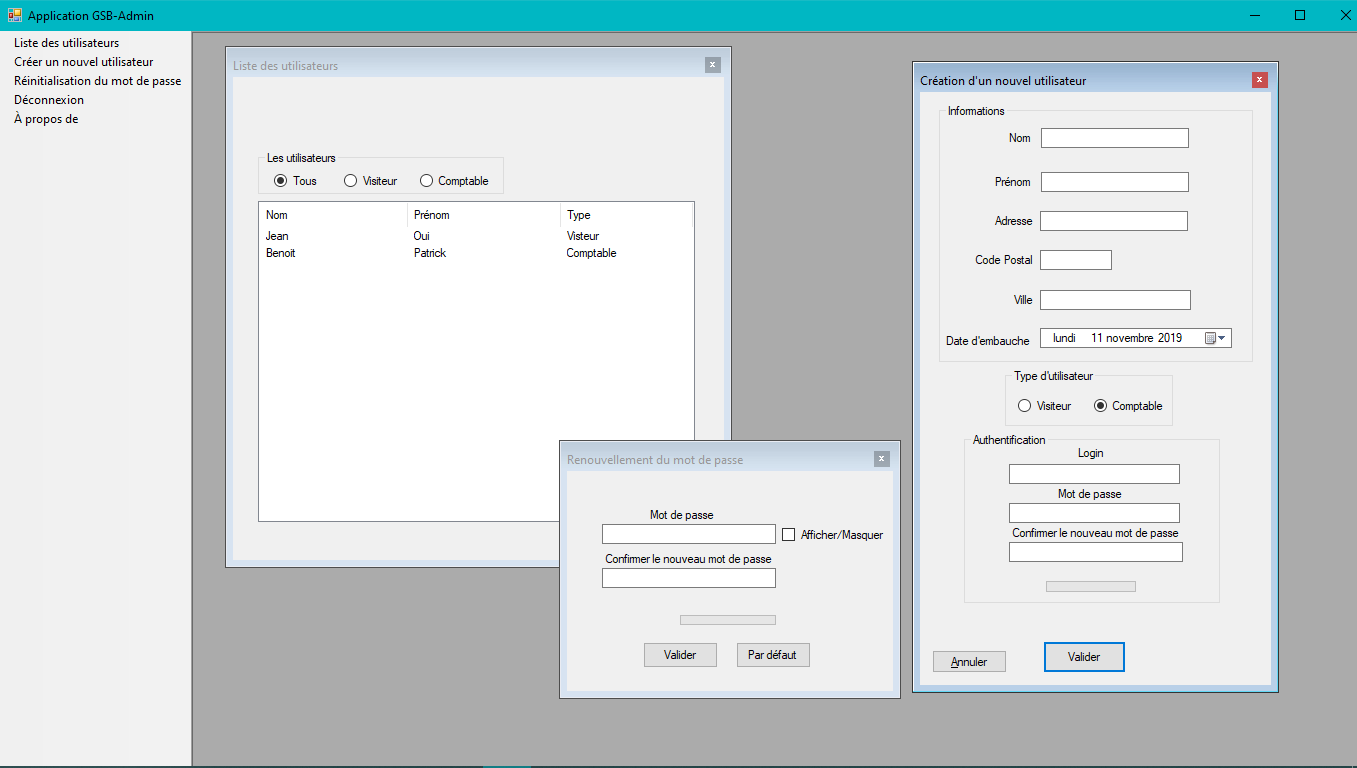 Application GSB-Admin
Liste des utilisateurs
Créer un nouvel utilisateur
Réinitialisation du mot de passe
Déconnexion
À propos de
Liste des utilisateurs
x
Les utilisateurs
Tous Visiteur Comptable
Nom Prénom Type
Jean Oui Visteur
Benoit Patrick Comptable
Renouvellement du mot de passe
x
Mot de passe
Afficher/Masquer
Confirmer le nouveau mot de passe
Valider Par défaut
Création d'un nouvel utilisateur
x
Informations
Nom
Prénom
Adresse
Code Postal
Ville
Date d'embauche lundi 11 novembre 2019
Type d'utilisateur
Visiteur Comptable
Authentification
Login
Mot de passe
Confirmer le nouveau mot de passe
Annuler Valider